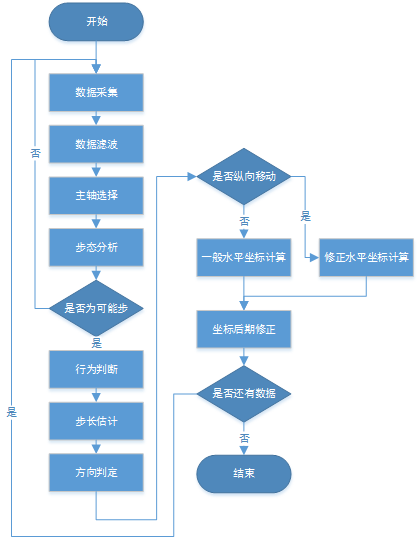 开始
数据采集
数据滤波
主轴选择
步态分析
是否为可能步
否
是
行为判断
步长估计
方向判定
是否纵向移动
否
是
一般水平坐标计算
修正水平坐标计算
坐标后期修正
是否还有数据
是
否
结束